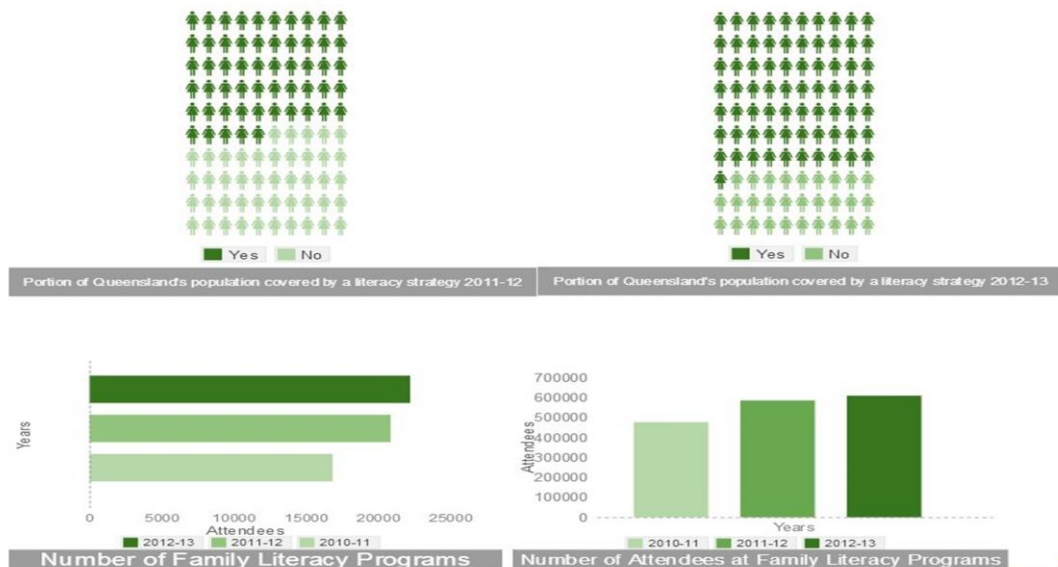 Yes No
Portion of Queensland's population covered by a literacy strategy 2011-12
Yes No
Portion of Queensland's population covered by a literacy strategy 2012-13
Years
0 5000 10000 15000 20000 25000
Attendees
2012-13 2011-12 2010-11
Number of Family Literacy Programs
700000
600000
500000
400000
300000
200000
100000
0
Attendees
Years
2010-11 2011-12 2012-13
Number of Attendees at Family Literacy Programs